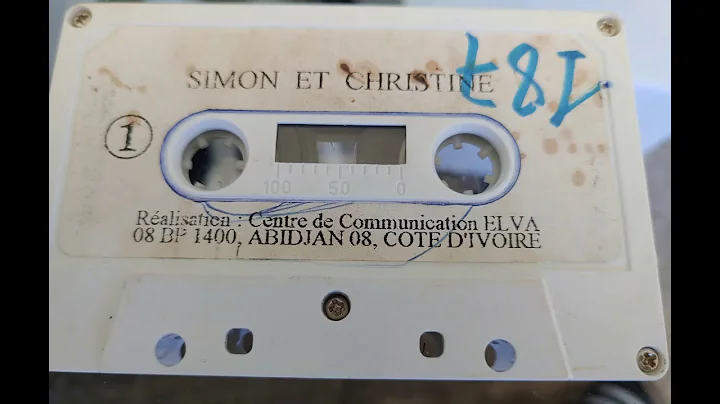 187
SIMON ET CHRISTINE
1
100 50 0
Réalisation : Centre de Communication ELVA
08 BP 1400, ABIDJAN 08, COTE D'IVOIRE